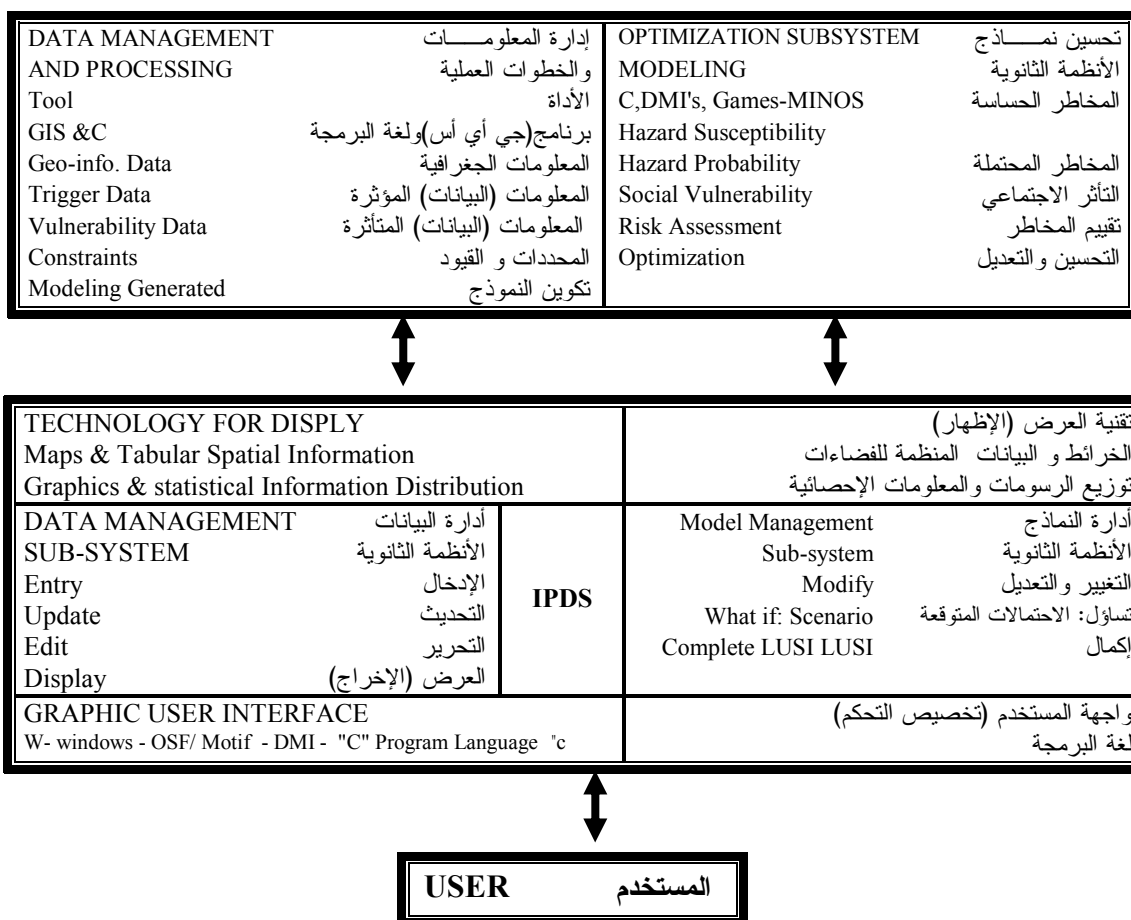 DATA MANAGEMENT إدارة المعلومـــــات
AND PROCESSING والخطوات العملية
Tool الأداة
GIS &C برنامج(جي أي أس)ولغة البرمجة
Geo-info. Data المعلومات الجغرافية
Trigger Data المعلومات (البيانات) المؤثرة
Vulnerability Data المعلومات (البيانات) المتأثرة
Constraints المحددات و القيود
Modeling Generated تكوين النموذج
OPTIMIZATION SUBSYSTEM تحسين نمـــــاذج
MODELING الأنظمة الثانوية
C,DMI's, Games-MINOS المخاطر الحساسة
Hazard Susceptibility
Hazard Probability المخاطر المحتملة
Social Vulnerability التأثر الاجتماعي
Risk Assessment تقييم المخاطر
Optimization التحسين والتعديل
TECHNOLOGY FOR DISPLY تقنية العرض (الإظهار)
Maps & Tabular Spatial Information الخرائط و البيانات المنظمة للفضاءات
Graphics & statistical Information Distribution توزيع الرسومات والمعلومات الإحصائية
DATA MANAGEMENT أدارة البيانات
SUB-SYSTEM الأنظمة الثانوية
Entry الإدخال
Update التحديث
Edit التحرير
Display العرض (الإخراج)
IPDS
Model Management أدارة النماذج
Sub-system الأنظمة الثانوية
Modify التغيير والتعديل
What if: Scenario تساؤل: الاحتمالات المتوقعة
Complete LUSI LUSI إكمال
GRAPHIC USER INTERFACE واجهة المستخدم (تخصيص التحكم)
W- windows - OSF/ Motif - DMI - "C" Program Language "c لغة البرمجة
USER المستخدم